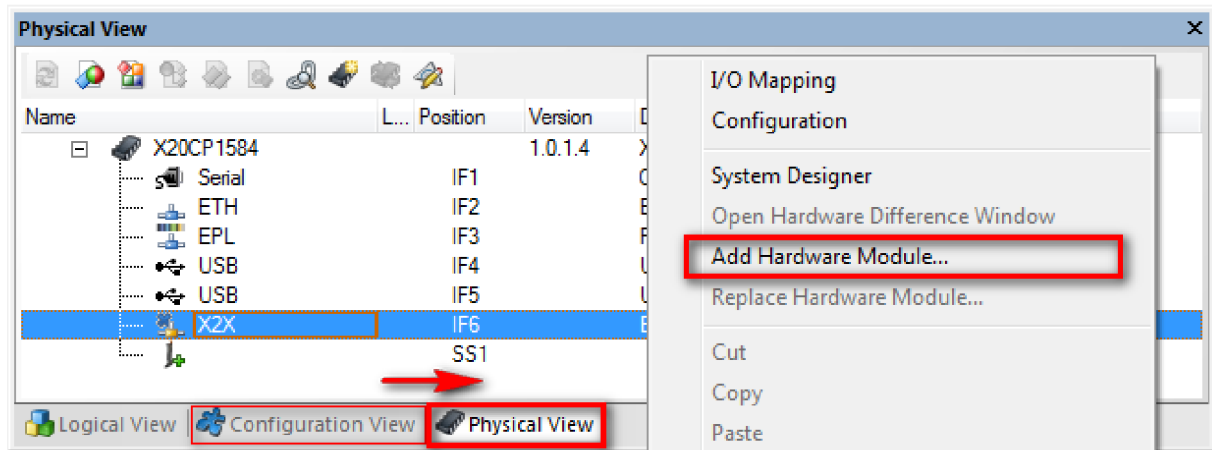 Physical View
Name L... Position Version
X20CP1584 1.0.1.4
Serial IF1
ETH IF2
EPL IF3
USB IF4
USB IF5
X2X IF6
SS1
Logical View Configuration View Physical View
I/O Mapping
Configuration
System Designer
Open Hardware Difference Window
Add Hardware Module...
Replace Hardware Module...
Cut
Copy
Paste